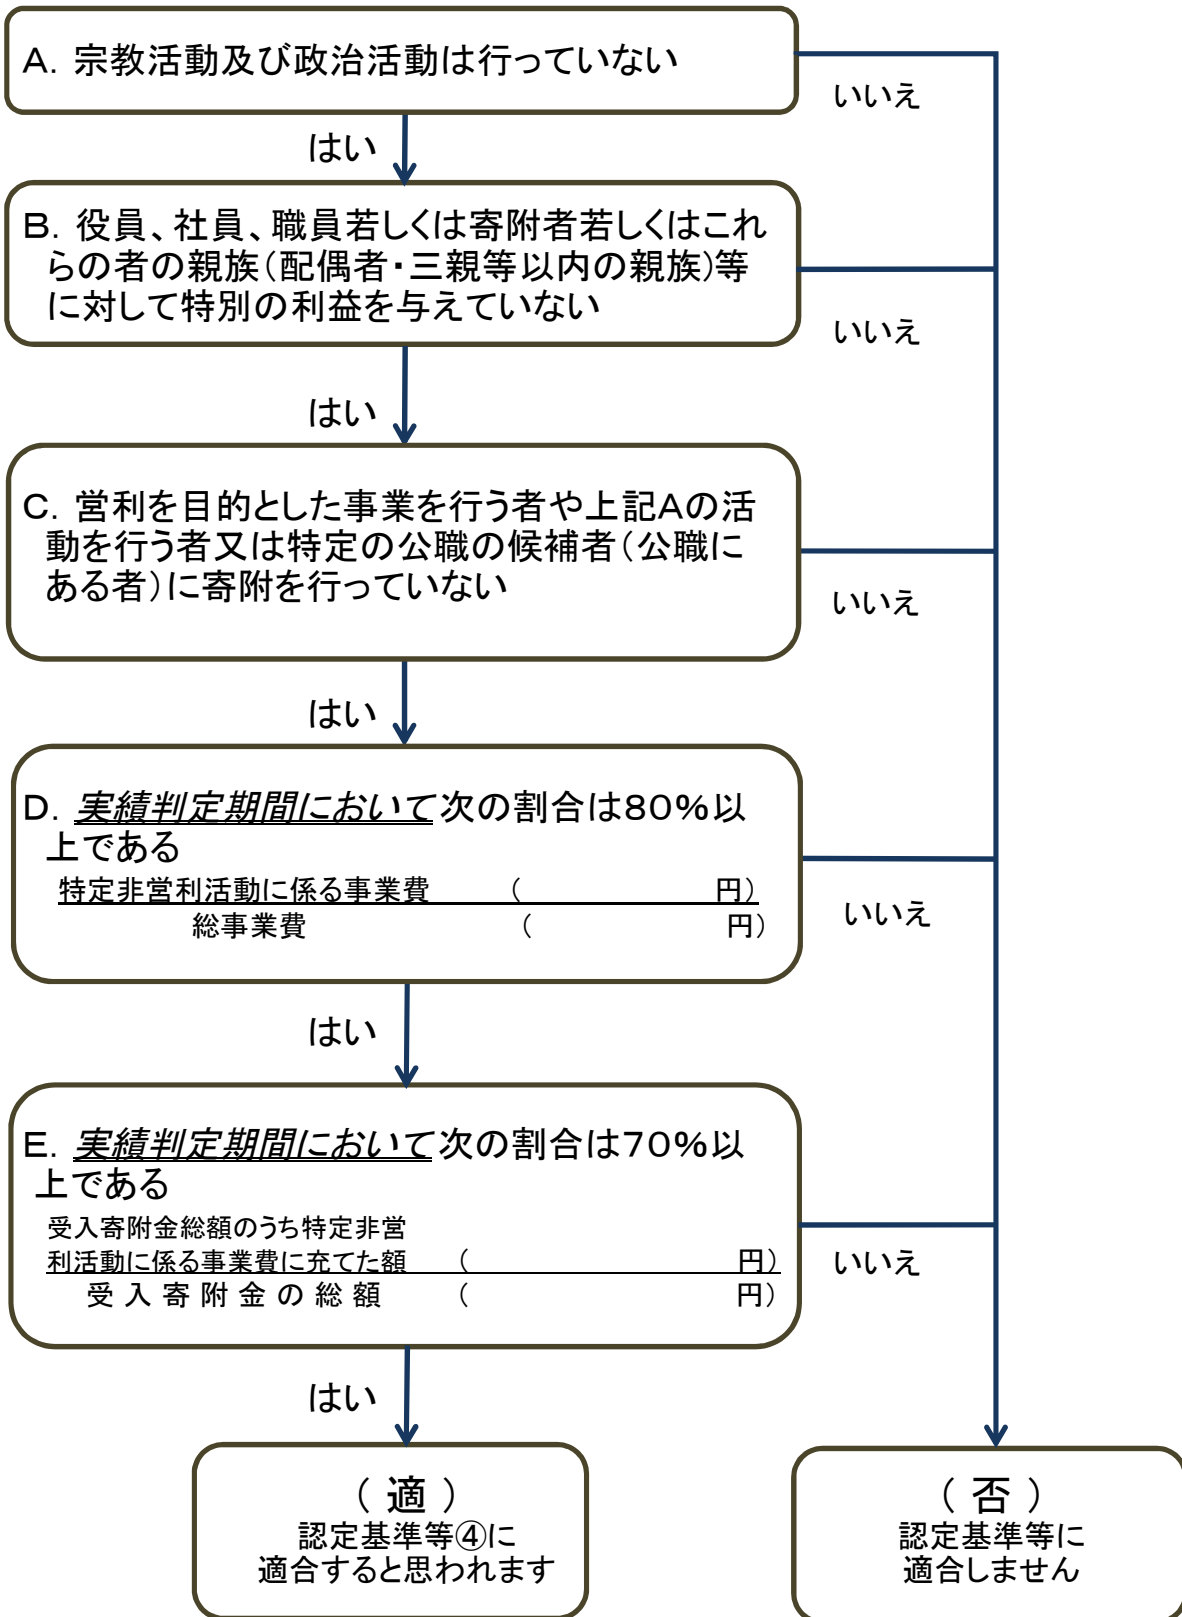 A. 宗教活動及び政治活動は行っていない
いいえ
はい
B. 役員、社員、職員若しくは寄附者若しくはこれ
らの者の親族(配偶者・三親等以内の親族)等
に対して特別の利益を与えていない
いいえ
はい
C. 営利を目的とした事業を行う者や上記Aの活
動を行う者又は特定の公職の候補者(公職に
ある者)に寄附を行っていない
いいえ
はい
D. 実績判定期間において次の割合は80%以
上である
特定非営利活動に係る事業費 ( 円)
総事業費 ( 円)
いいえ
はい
E. 実績判定期間において次の割合は70%以
上である
受入寄附金総額のうち特定非営
利活動に係る事業費に充てた額 ( 円)
受入寄附金の総額 ( 円)
いいえ
はい
(適)
認定基準等④に
適合すると思われます
(否)
認定基準等に
適合しません